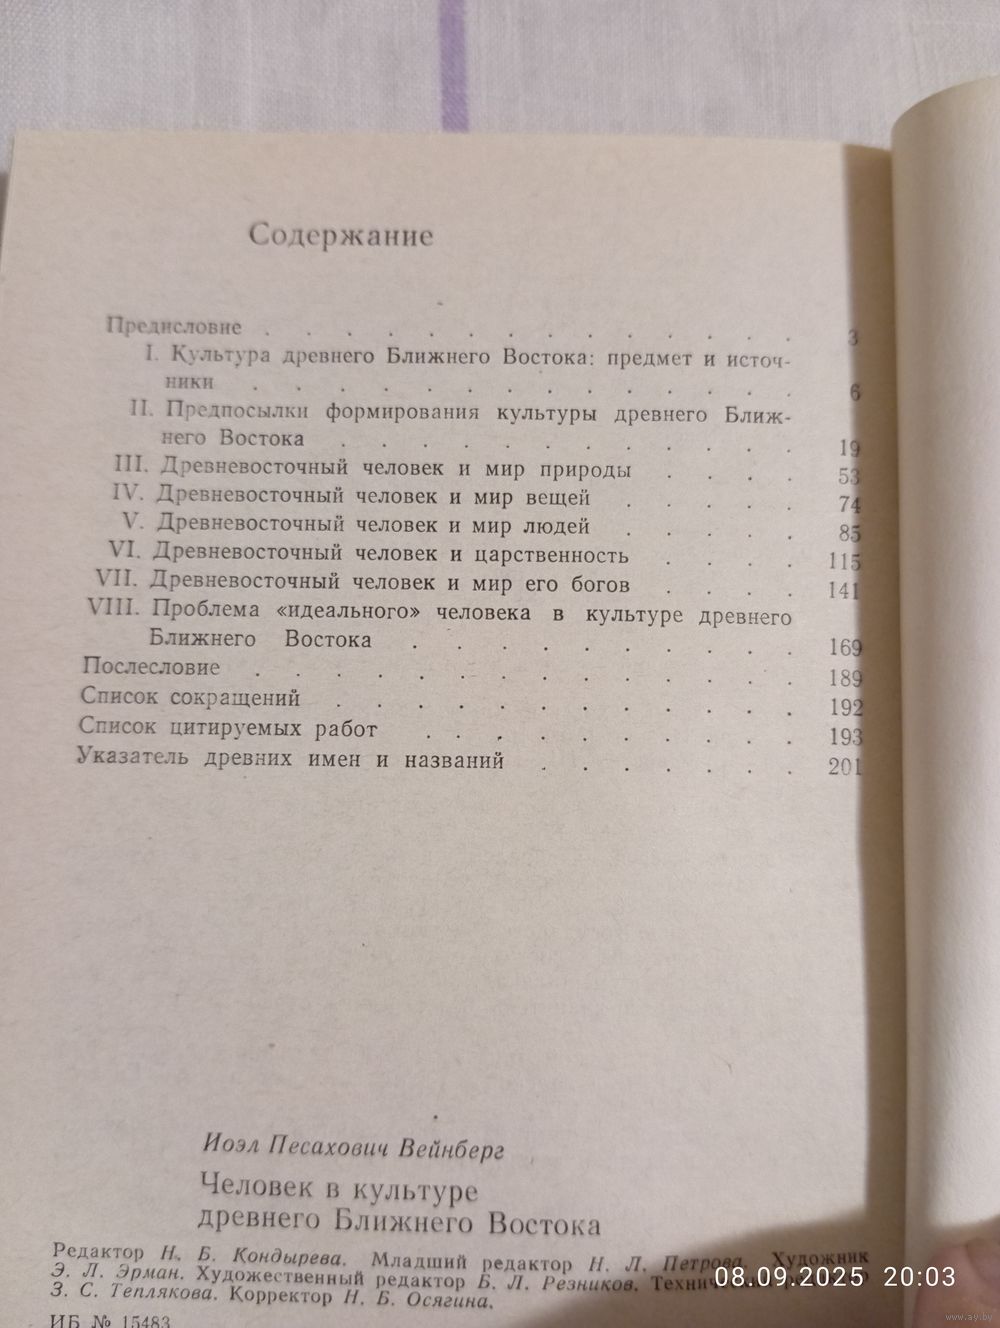 Содержание
Предисловие . . . . . . . . . . . . . . 3
I. Культура древнего Ближнего Востока: предмет и источ-
ники . . . . . . . . . . . . . 6
II. Предпосылки формирования культуры древнего Ближ-
него Востока . . . . . . . . . . . 19
III. Древневосточный человек и мир природы . . . . 53
IV. Древневосточный человек и мир вещей . . . . . 74
V. Древневосточный человек и мир людей . . . . . 85
VI. Древневосточный человек и царственность . . . . 115
VII. Древневосточный человек и мир его богов . . . . 141
VIII. Проблема «идеального» человека в культуре древнего
Ближнего Востока . . . . . . . . . . 169
Послесловие . . . . . . . . . . . . . . 189
Список сокращений . . . . . . . . . . . . 192
Список цитируемых работ . . . . . . . . . . 193
Указатель древних имен и названий . . . . . . . 201
Иоэл Песахович Вейнберг
Человек в культуре
древнего Ближнего Востока
Редактор Н. Б. Кондырева. Младший редактор Н. Л. Петрова. Художник
Э. Л. Эрман. Художественный редактор Б. Л. Резников.
З. С. Теплякова. Корректор Н. Б. Осягина.
ИБ № 15483
08.09.2025 20:03
www.ay.by